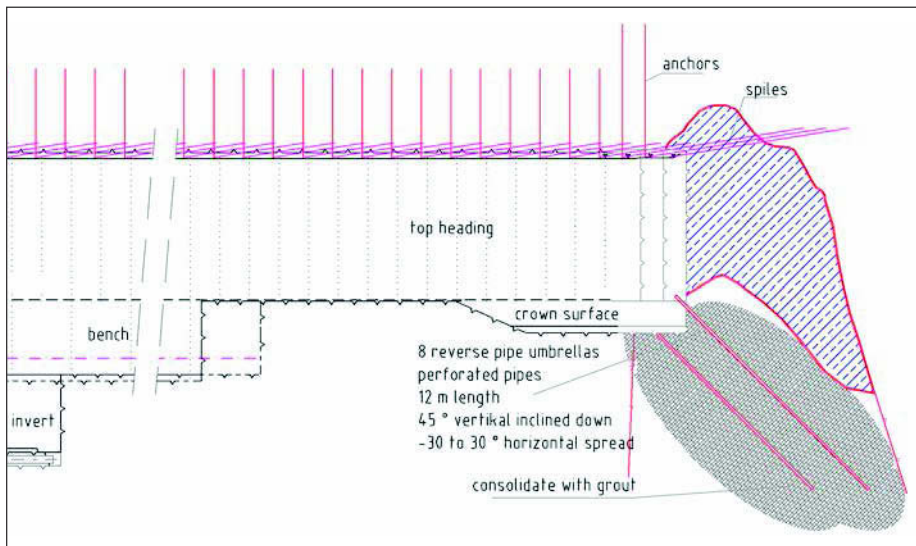 anchors
spiles
top heading
crown surface
bench
8 reverse pipe umbrellas
perforated pipes
12 m length
45 ° vertikal inclined down
-30 to 30 ° horizontal spread
invert
consolidate with grout